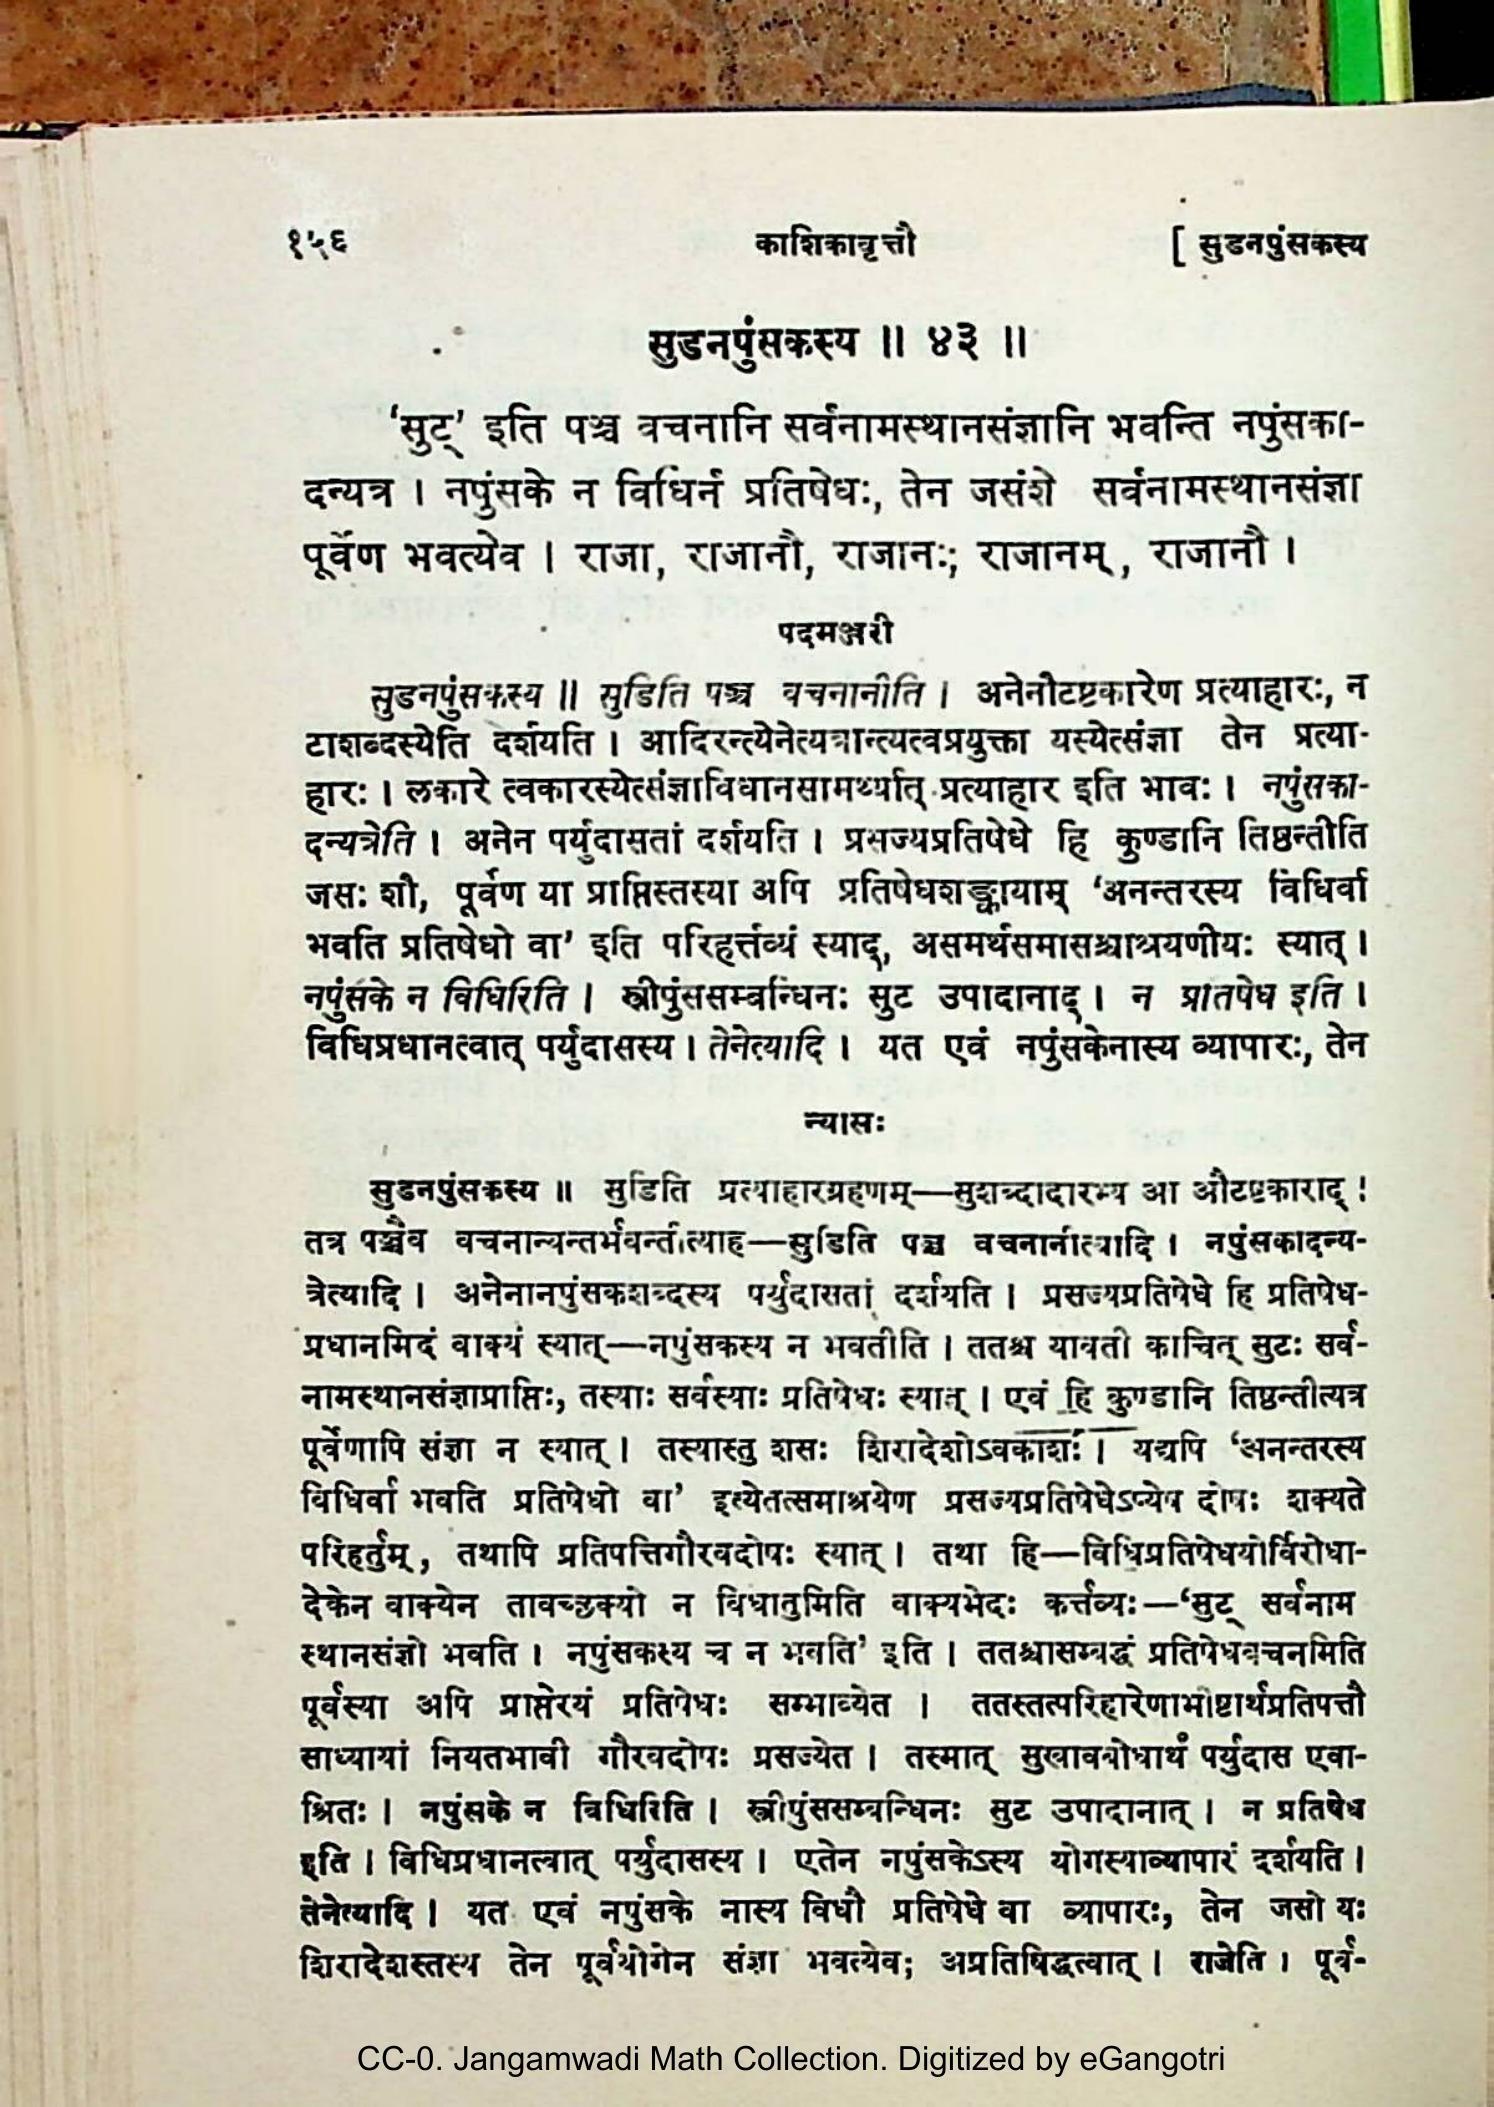 १५६ काशिकावृत्तौ [ सुडनपुंसकस्य
सुडनपुंसकस्य ॥ ४३ ॥
‘सुट्’ इति पञ्च वचनानि सर्वनामस्थानसंज्ञानि भवन्ति नपुंसका-
दन्यत्र । नपुंसके न विधिर्न प्रतिषेधः, तेन जसंशे सर्वनामस्थानसंज्ञा
पूर्वेण भवत्येव । राजा, राजानौ, राजानः; राजानम्, राजानौ ।
पदमञ्जरी
सुडनपुंसकस्य ॥ सुडिति पञ्च वचनानीति । अनेनौटष्टकारेण प्रत्याहारः, न
टाशब्दस्येति दर्शयति । आदिरन्त्येनेत्यत्रान्त्यत्वप्रयुक्ता यस्येत्संज्ञा तेन प्रत्या-
हारः । लकारे त्वकारस्येत्संज्ञाविधानसामर्थ्यात् प्रत्याहार इति भावः । नपुंसका-
दन्यत्रेति । अनेन पर्युदासतां दर्शयति । प्रसज्यप्रतिषेधे हि कुण्डानि तिष्ठन्तीति
जसः शौ, पूर्वेण या प्राप्तिस्तस्या अपि प्रतिषेधशङ्कायाम् ‘अनन्तरस्य विधिर्वा
भवति प्रतिषेधो वा’ इति परिहर्त्तव्यं स्याद्, असमर्थसमासश्चाश्रयणीयः स्यात् ।
नपुंसके न विधिरिति । स्त्रीपुंससम्बन्धिनः सुट उपादानाद् । न प्रतिषेध इति ।
विधिप्रधानत्वात् पर्युदासस्य । तेनेत्यादि । यत एवं नपुंसकेनास्य व्यापारः, तेन
न्यासः
सुडनपुंसकस्य ॥ सुडिति प्रत्याहारग्रहणम्—सुशब्दादारभ्य आ औटष्टकाराद् !
तत्र पञ्चैव वचनान्यन्तर्भवन्तीत्याह—सुडिति पञ्च वचनानीत्यादि । नपुंसकादन्य-
त्रेत्यादि । अनेनानपुंसकशब्दस्य पर्युदासतां दर्शयति । प्रसज्यप्रतिषेधे हि प्रतिषेध-
प्रधानमिदं वाक्यं स्यात्—नपुंसकस्य न भवतीति । ततश्च यावती काचित् सुटः सर्व-
नामस्थानसंज्ञाप्राप्तिः, तस्याः सर्वस्याः प्रतिषेधः स्यात् । एवं हि कुण्डानि तिष्ठन्तीत्यत्र
पूर्वेणापि संज्ञा न स्यात् । तस्यास्तु शसः शिरादेशोऽवकाशः । यद्यपि ‘अनन्तरस्य
विधिर्वा भवति प्रतिषेधो वा’ इत्येतत्समाश्रयेण प्रसज्यप्रतिषेधेऽप्येष दोषः शक्यते
परिहर्तुम्, तथापि प्रतिपत्तिगौरवदोषः स्यात् । तथा हि—विधिप्रतिषेधयोर्विरोधा-
देकेन वाक्येन तावच्छक्यो न विधातुमिति वाक्यभेदः कर्त्तव्यः—‘सुट् सर्वनाम
स्थानसंज्ञो भवति । नपुंसकस्य च न भवति’ इति । ततश्चासम्बद्धं प्रतिषेधवचनमिति
पूर्वस्या अपि प्राप्तेरयं प्रतिषेधः सम्भाव्येत । ततस्तत्परिहारेणाभीष्टार्थप्रतिपत्तौ
साध्यायां नियतभावी गौरवदोषः प्रसज्येत । तस्मात् सुखावबोधार्थं पर्युदास एवा-
श्रितः । नपुंसके न विधिरिति । स्त्रीपुंससम्बन्धिनः सुट उपादानात् । न प्रतिषेध
इति । विधिप्रधानत्वात् पर्युदासस्य । एतेन नपुंसकेऽस्य योगस्याव्यापारं दर्शयति ।
तेनेत्यादि । यत एवं नपुंसके नास्य विधौ प्रतिषेधे वा व्यापारः, तेन जसो यः
शिरादेशस्तस्य तेन पूर्वयोगेन संज्ञा भवत्येव; अप्रतिषिद्धत्वात् । राजेति । पूर्व-
CC-0. Jangamwadi Math Collection. Digitized by eGangotri